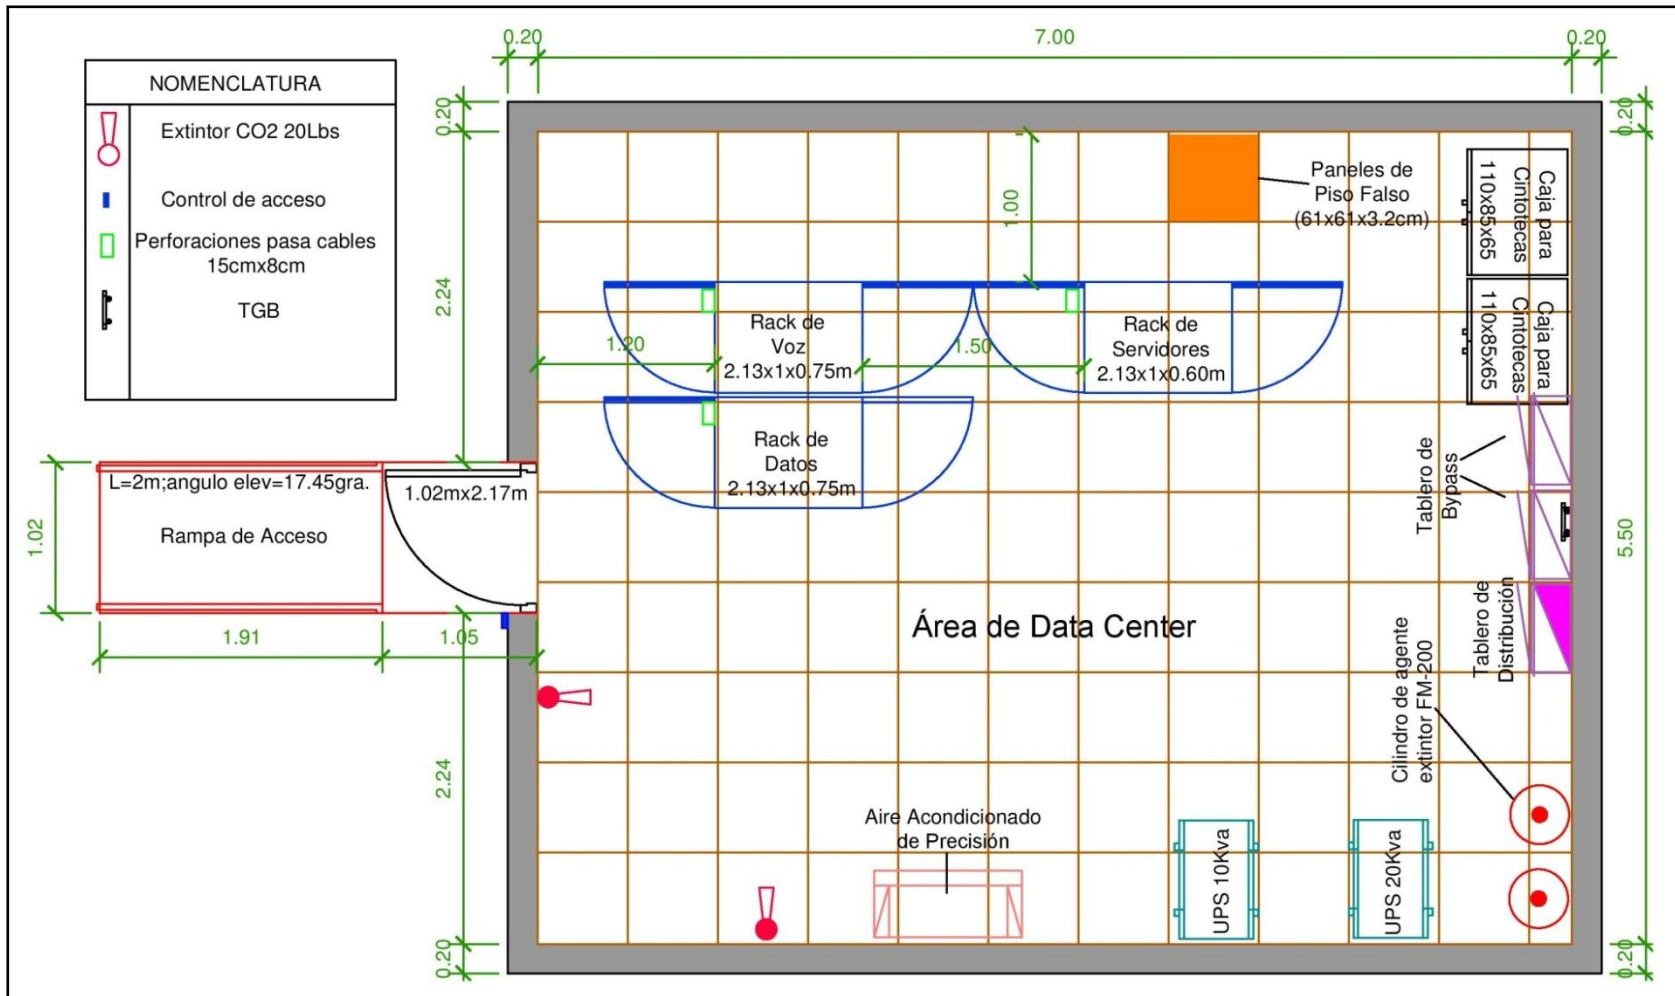 0.20
7.00
0.20
NOMENCLATURA
Extintor CO2 20Lbs
Control de acceso
Perforaciones pasa cables
15cmx8cm
TGB
0.20
0.20
2.24
1.00
Paneles de
Piso Falso
(61x61x3.2cm)
Caja para
Cintotecas
110x85x65
Caja para
Cintotecas
110x85x65
1.20
Rack de
Voz
2.13x1x0.75m
1.50
Rack de
Servidores
2.13x1x0.60m
Rack de
Datos
2.13x1x0.75m
Tablero de
Bypass
L=2m;angulo elev=17.45gra.
1.02mx2.17m
Rampa de Acceso
1.02
5.50
1.91
1.05
Área de Data Center
Tablero de
Distribución
Cilindro de agente
extintor FM-200
2.24
Aire Acondicionado
de Precisión
UPS 10Kva
UPS 20Kva
0.20
0.20